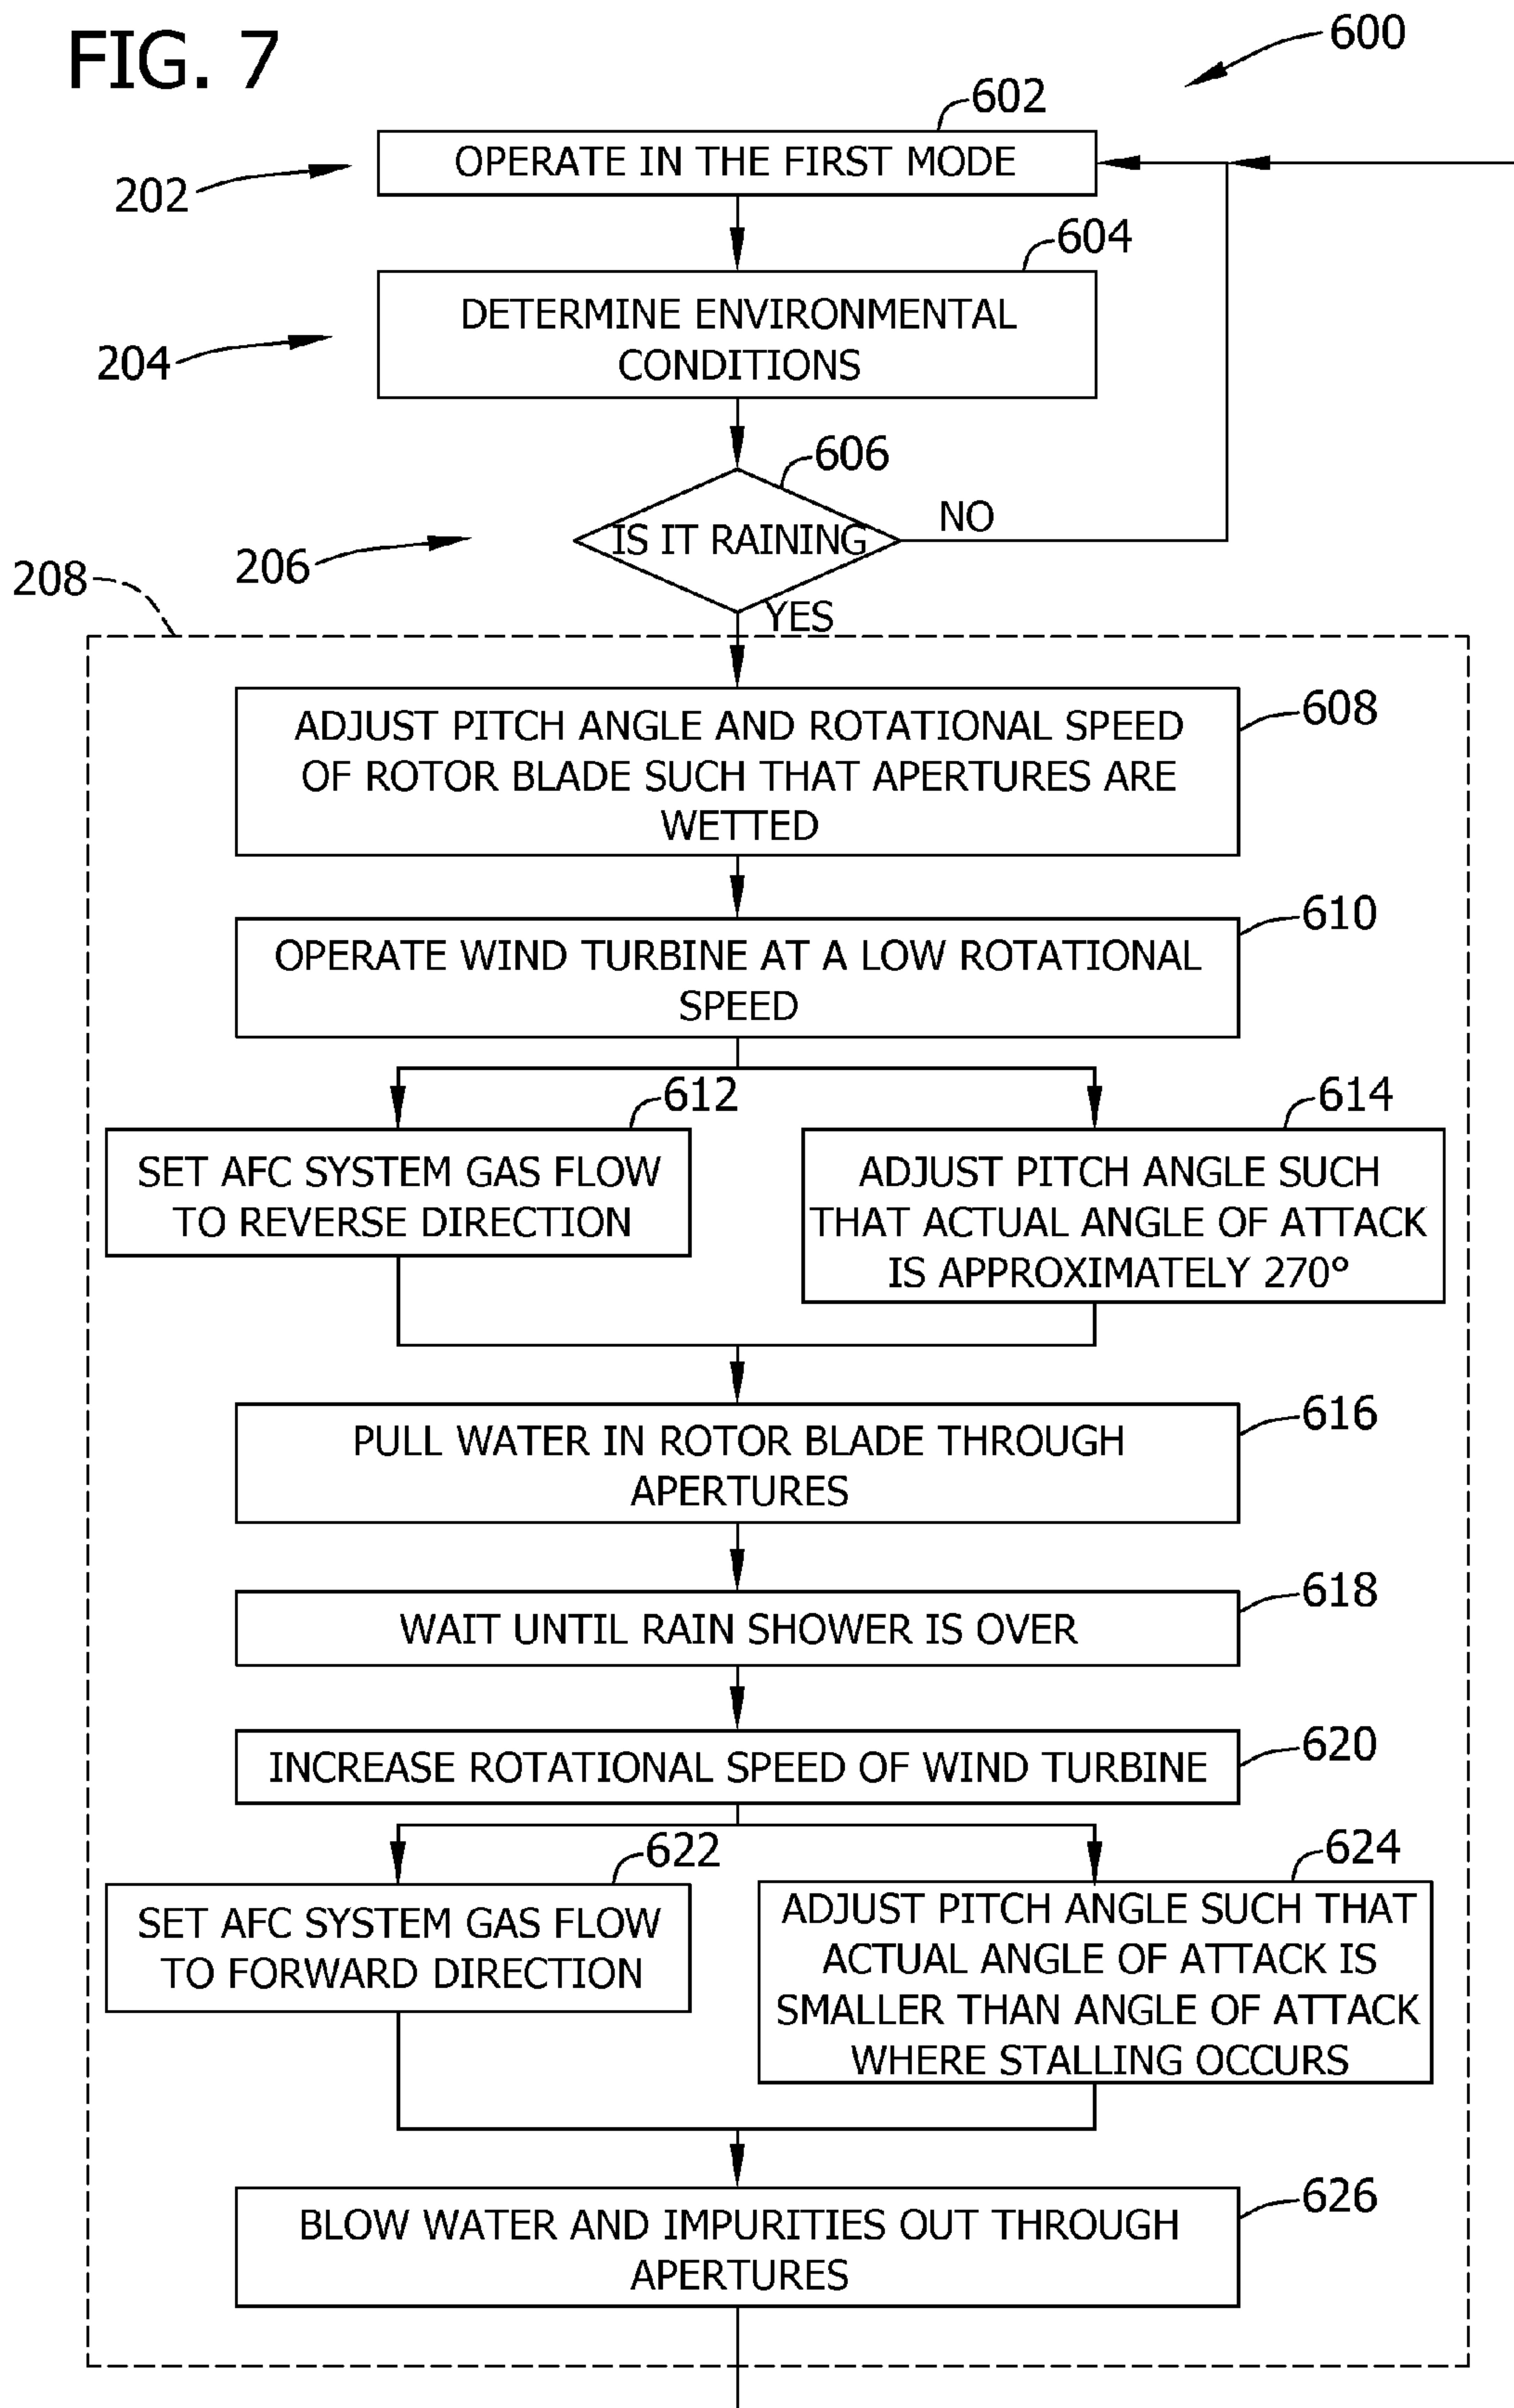 FIG. 7
600
602
OPERATE IN THE FIRST MODE
202
604
DETERMINE ENVIRONMENTAL
CONDITIONS
204
606
IS IT RAINING
NO
206
208
YES
608
ADJUST PITCH ANGLE AND ROTATIONAL SPEED
OF ROTOR BLADE SUCH THAT APERTURES ARE
WETTED
610
OPERATE WIND TURBINE AT A LOW ROTATIONAL
SPEED
612
SET AFC SYSTEM GAS FLOW
TO REVERSE DIRECTION
614
ADJUST PITCH ANGLE SUCH
THAT ACTUAL ANGLE OF ATTACK
IS APPROXIMATELY 270°
616
PULL WATER IN ROTOR BLADE THROUGH
APERTURES
618
WAIT UNTIL RAIN SHOWER IS OVER
620
INCREASE ROTATIONAL SPEED OF WIND TURBINE
622
SET AFC SYSTEM GAS FLOW
TO FORWARD DIRECTION
624
ADJUST PITCH ANGLE SUCH THAT
ACTUAL ANGLE OF ATTACK IS
SMALLER THAN ANGLE OF ATTACK
WHERE STALLING OCCURS
626
BLOW WATER AND IMPURITIES OUT THROUGH
APERTURES